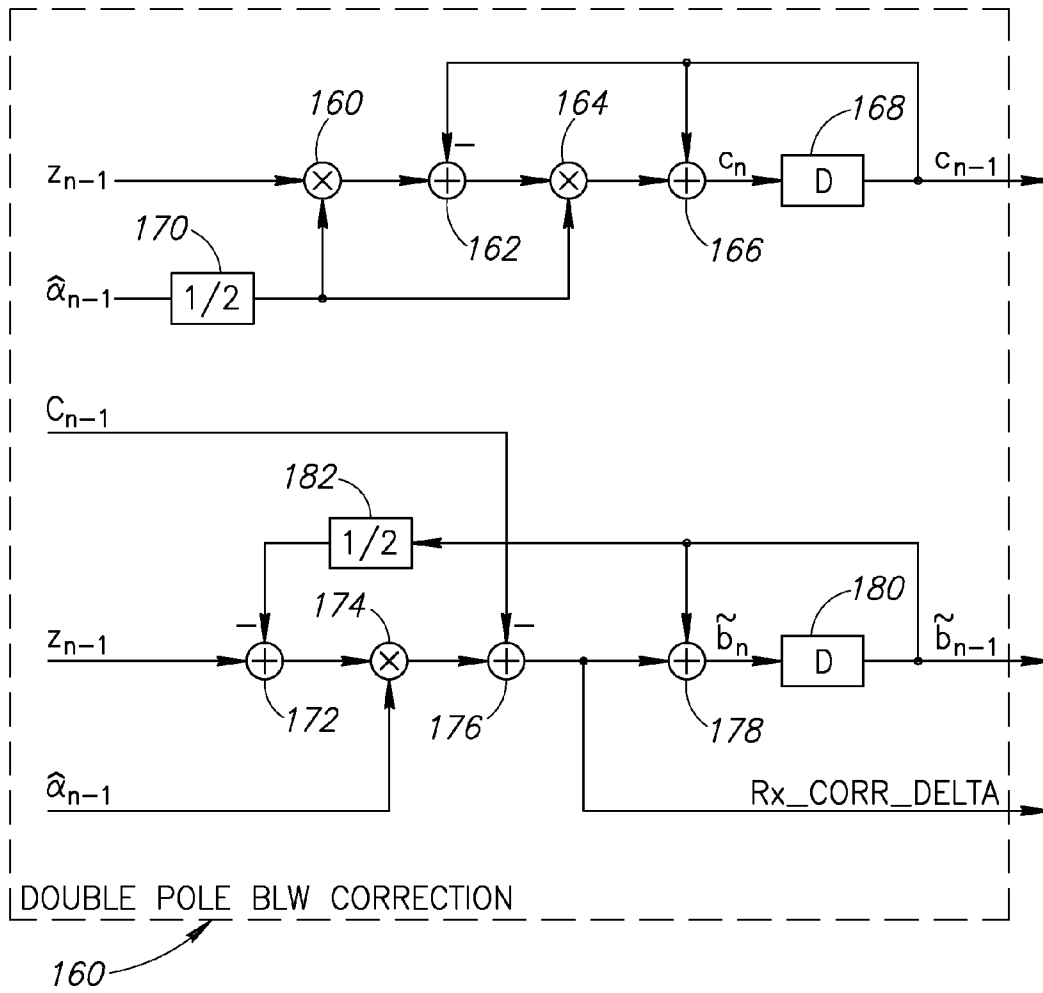 160
164
168
z_{n-1}
−
c_n
D
c_{n-1}
170
162
166
α̂_{n-1}
1/2
C_{n-1}
182
1/2
174
180
z_{n-1}
−
−
b̃_n
D
b̃_{n-1}
172
176
178
α̂_{n-1}
Rx_CORR_DELTA
DOUBLE POLE BLW CORRECTION
160